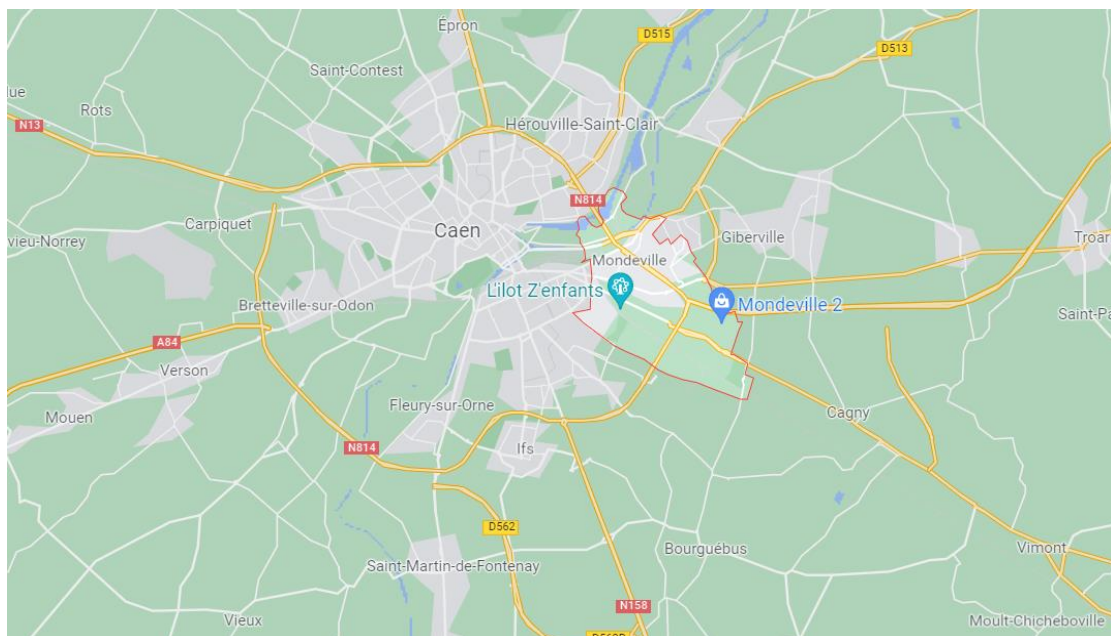 Épron
D515
D513
Saint-Contest
Rots
N13
Hérouville-Saint-Clair
N814
Carpiquet
Caen
Giberville
Mondeville
L'ilot Z'enfants
Mondeville 2
Bretteville-sur-Odon
A84
Verson
Mouen
Fleury-sur-Orne
Cagny
N814
Ifs
D562
Bourguébus
Vimont
Saint-Martin-de-Fontenay
N158
Vieux
Moult-Chicheboville